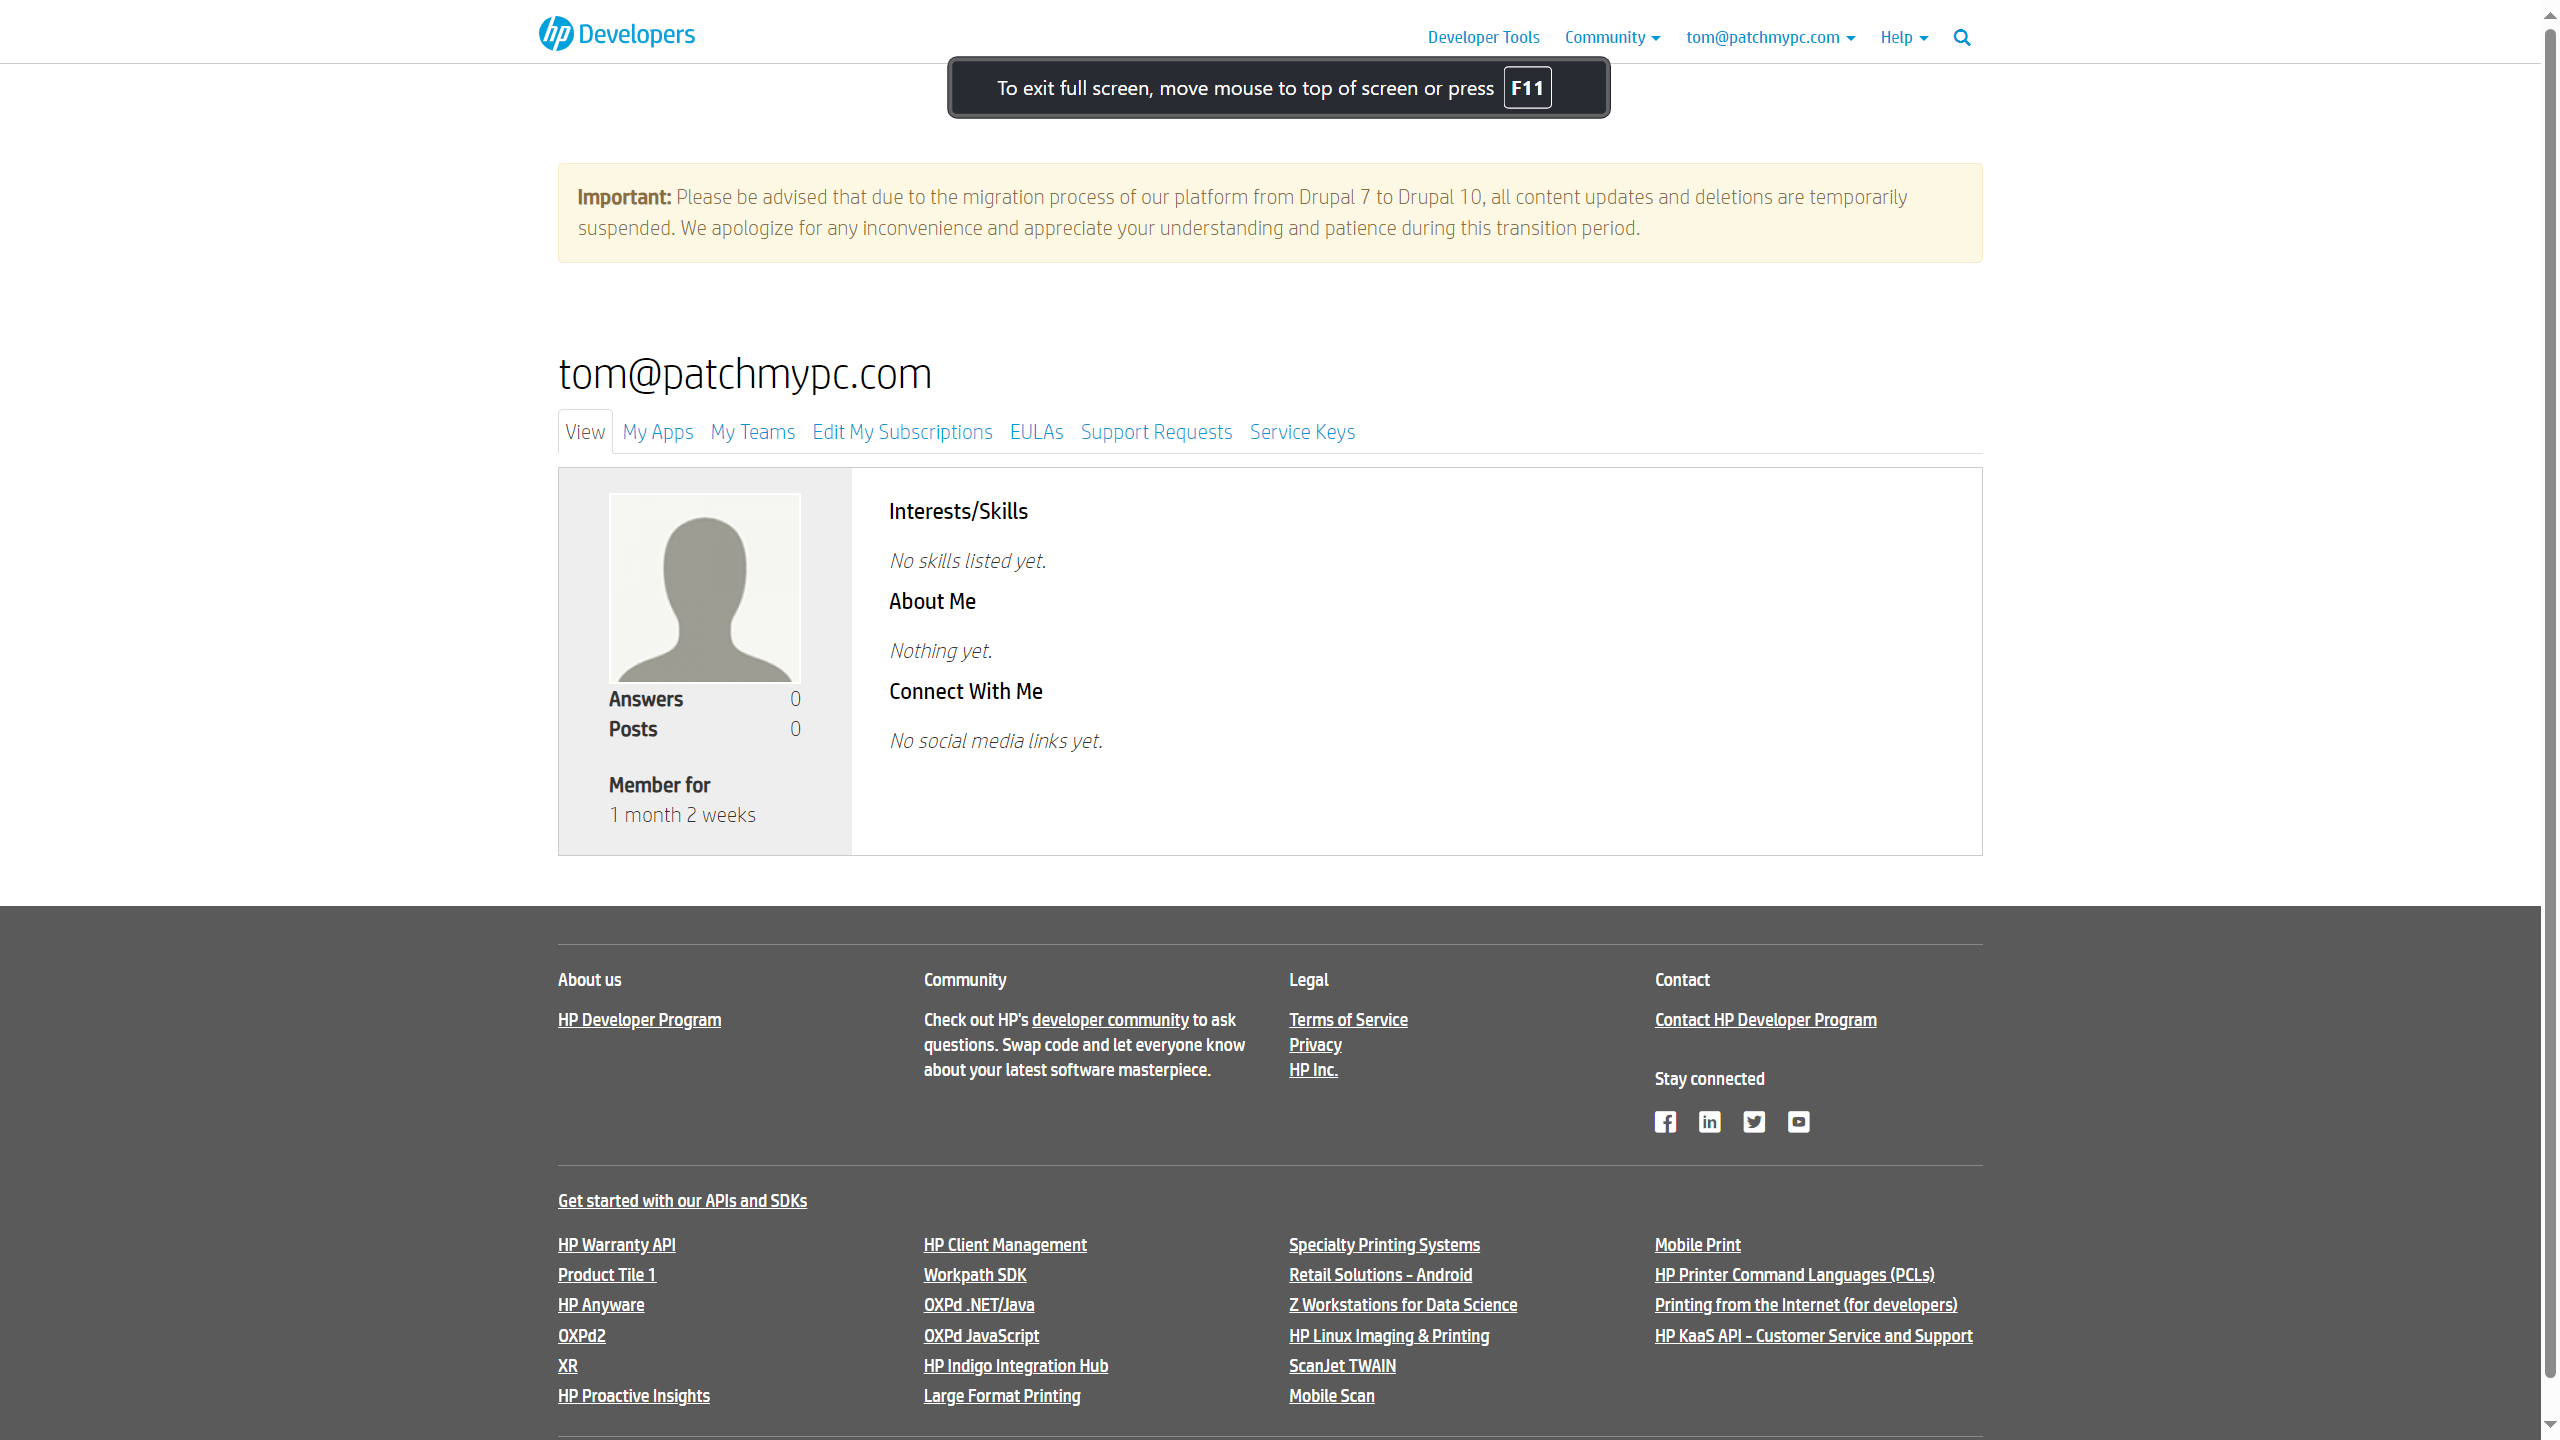 hp Developers
Developer Tools Community tom@patchmypc.com Help
To exit full screen, move mouse to top of screen or press F11
Important: Please be advised that due to the migration process of our platform from Drupal 7 to Drupal 10, all content updates and deletions are temporarily
suspended. We apologize for any inconvenience and appreciate your understanding and patience during this transition period.
tom@patchmypc.com
View My Apps My Teams Edit My Subscriptions EULAs Support Requests Service Keys
Answers 0
Posts 0
Member for
1 month 2 weeks
Interests/Skills
No skills listed yet.
About Me
Nothing yet.
Connect With Me
No social media links yet.
About us
HP Developer Program
Community
Check out HP's developer community to ask
questions. Swap code and let everyone know
about your latest software masterpiece.
Legal
Terms of Service
Privacy
HP Inc.
Contact
Contact HP Developer Program
Stay connected
Get started with our APIs and SDKs
HP Warranty API
Product Tile 1
HP Anyware
OXPd2
XR
HP Proactive Insights
HP Client Management
Workpath SDK
OXPd .NET/Java
OXPd JavaScript
HP Indigo Integration Hub
Large Format Printing
Specialty Printing Systems
Retail Solutions - Android
Z Workstations for Data Science
HP Linux Imaging & Printing
ScanJet TWAIN
Mobile Scan
Mobile Print
HP Printer Command Languages (PCLs)
Printing from the Internet (for developers)
HP KaaS API - Customer Service and Support